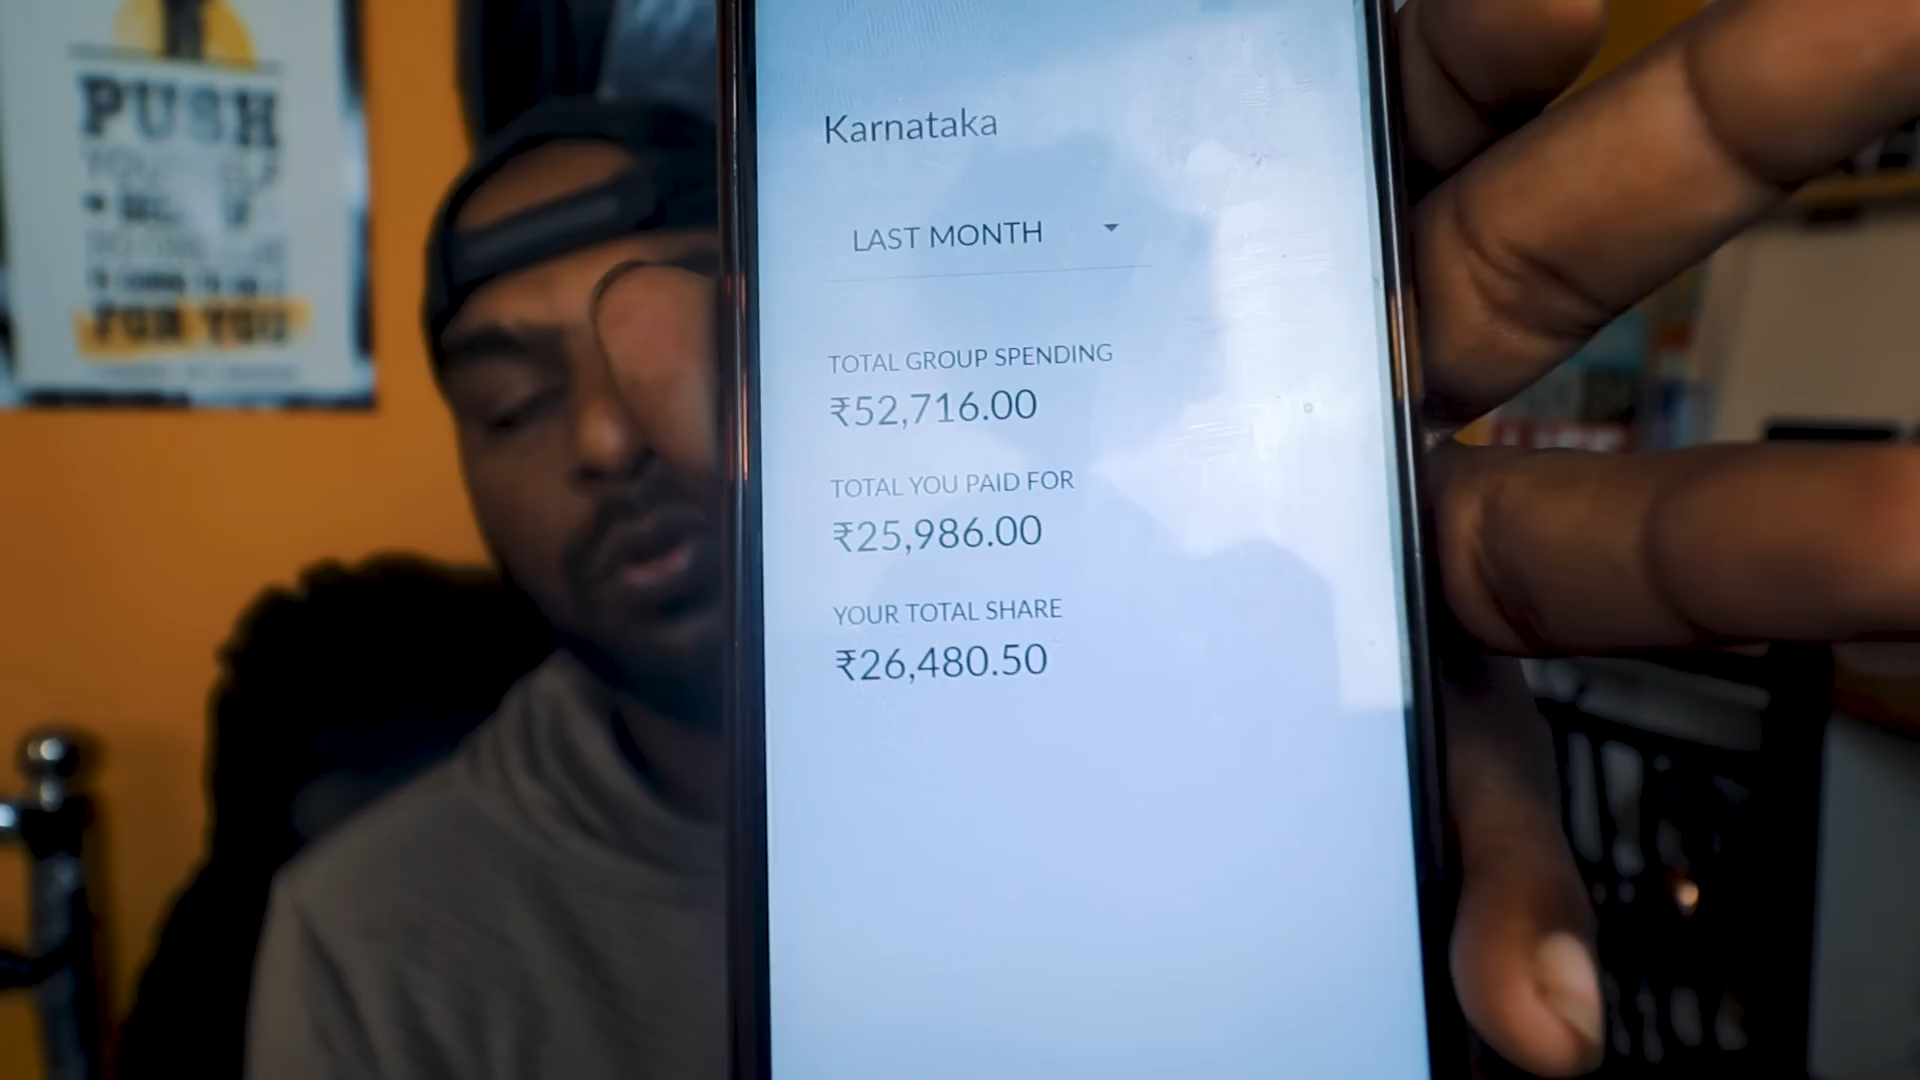 PUSH
FOR YOU
Karnataka
LAST MONTH
TOTAL GROUP SPENDING
₹52,716.00
TOTAL YOU PAID FOR
₹25,986.00
YOUR TOTAL SHARE
₹26,480.50